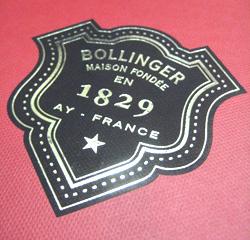 BOLLINGER
MAISON FONDÉE
EN
1829
AY - FRANCE